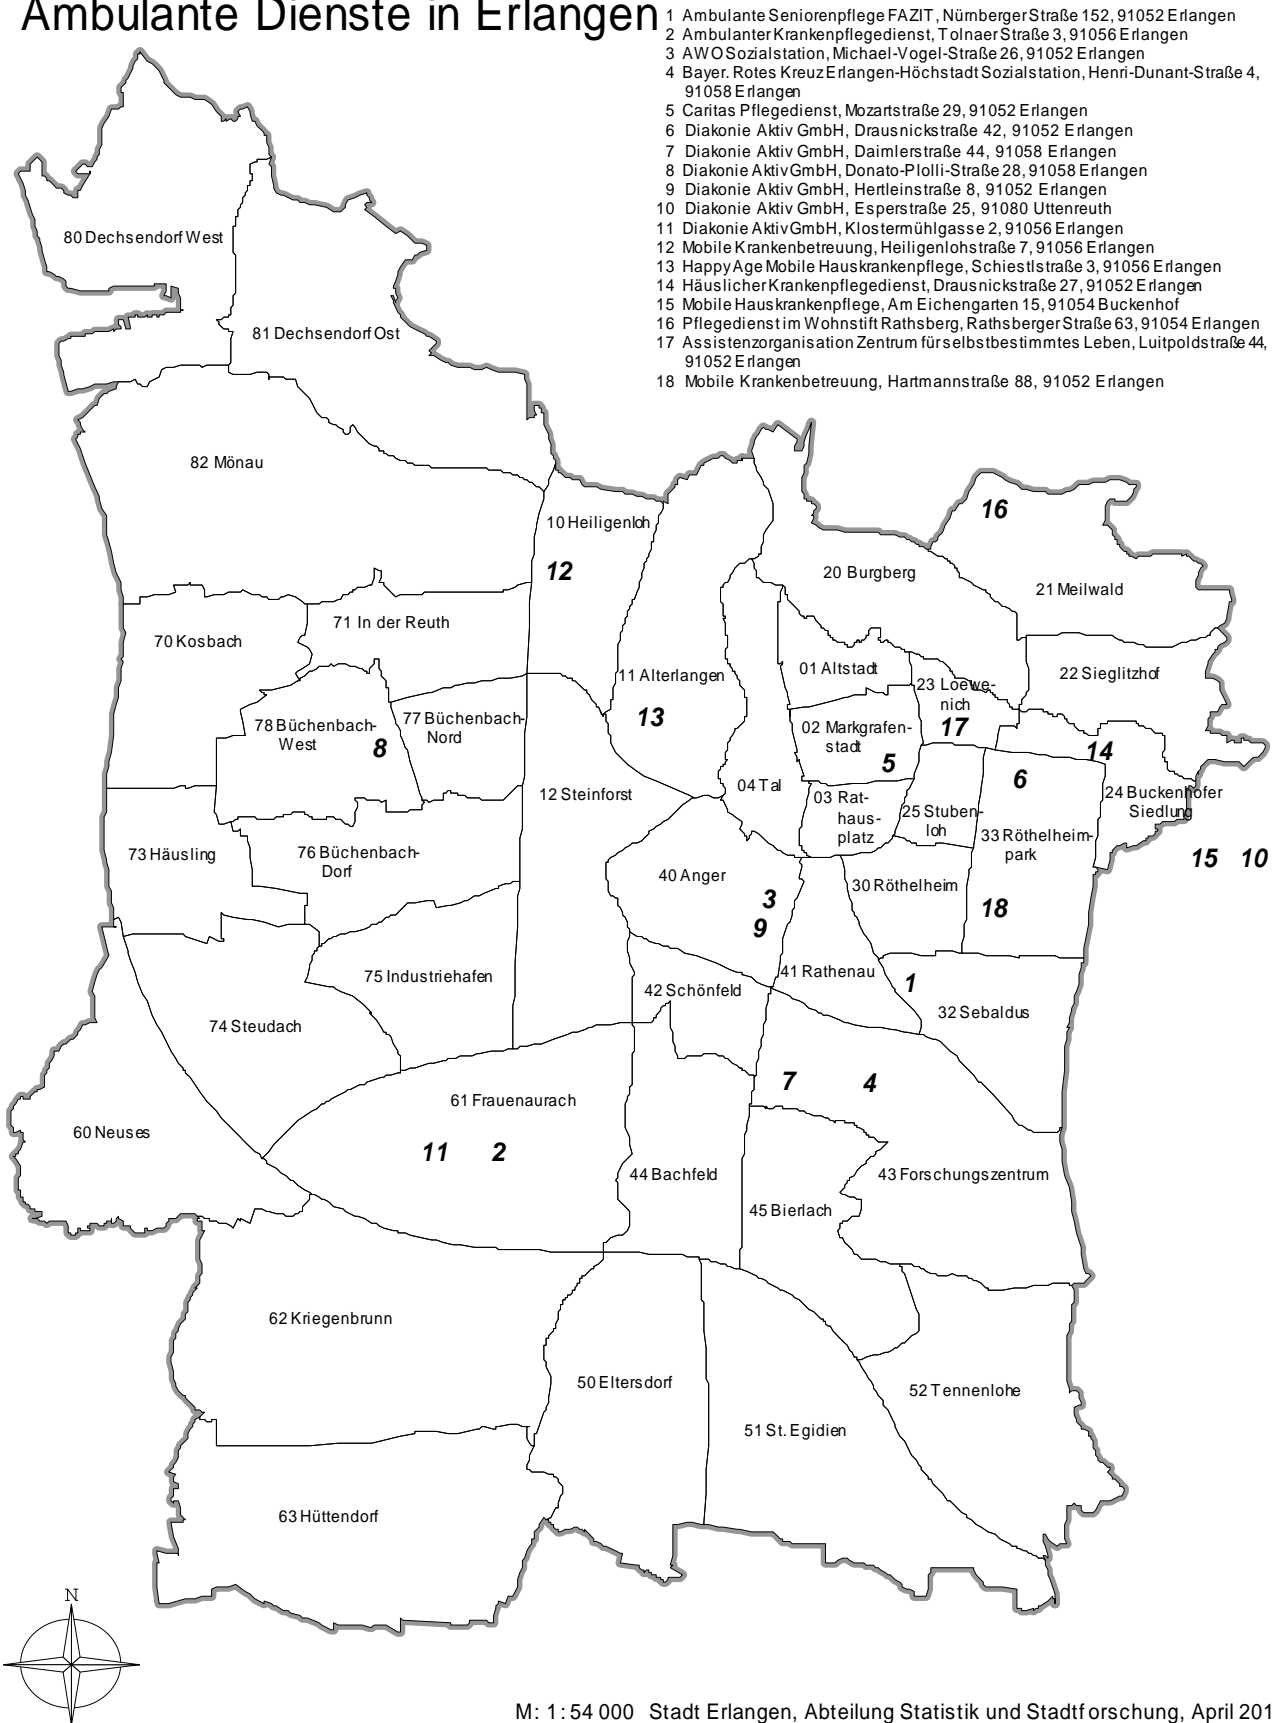 Ambulante Dienste in Erlangen
1 Ambulante Seniorenpflege FAZIT, Nürnberger Straße 152, 91052 Erlangen
2 Ambulanter Krankenpflegedienst, Tolnaer Straße 3, 91056 Erlangen
3 AWO Sozialstation, Michael-Vogel-Straße 26, 91052 Erlangen
4 Bayer. Rotes Kreuz Erlangen-Höchstadt Sozialstation, Henri-Dunant-Straße 4,
91058 Erlangen
5 Caritas Pflegedienst, Mozartstraße 29, 91052 Erlangen
6 Diakonie Aktiv GmbH, Drausnickstraße 42, 91052 Erlangen
7 Diakonie Aktiv GmbH, Daimlerstraße 44, 91058 Erlangen
8 Diakonie Aktiv GmbH, Donato-Plolli-Straße 28, 91058 Erlangen
9 Diakonie Aktiv GmbH, Hertleinstraße 8, 91052 Erlangen
10 Diakonie Aktiv GmbH, Esperstraße 25, 91080 Uttenreuth
11 Diakonie Aktiv GmbH, Klostermühlgasse 2, 91056 Erlangen
12 Mobile Krankenbetreuung, Heiligenlohstraße 7, 91056 Erlangen
13 Happy Age Mobile Hauskrankenpflege, Schiestlstraße 3, 91056 Erlangen
14 Häuslicher Krankenpflegedienst, Drausnickstraße 27, 91052 Erlangen
15 Mobile Hauskrankenpflege, Am Eichengarten 15, 91054 Buckenhof
16 Pflegedienst im Wohnstift Rathsberg, Rathsberger Straße 63, 91054 Erlangen
17 Assistenzorganisation Zentrum für selbstbestimmtes Leben, Luitpoldstraße 44,
91052 Erlangen
18 Mobile Krankenbetreuung, Hartmannstraße 88, 91052 Erlangen
80 Dechsendorf West
81 Dechsendorf Ost
82 Mönau
10 Heiligenloh
12
16
20 Burgberg
21 Meilwald
70 Kosbach
71 In der Reuth
11 Alterlangen
13
01 Altstadt
23 Loewe-
nich
17
22 Sieglitzhof
78 Büchenbach-
West
8
77 Büchenbach-
Nord
02 Markgrafen-
stadt
5
14
12 Steinforst
04 Tal
03 Rat-
haus-
platz
25 Stuben-
loh
6
33 Röthelheim-
park
24 Buckenhofer
Siedlung
15 10
73 Häusling
76 Büchenbach-
Dorf
40 Anger
3
9
30 Röthelheim
18
75 Industriehafen
41 Rathenau
1
42 Schönfeld
32 Sebaldus
74 Steudach
7 4
61 Frauenaurach
11 2
60 Neuses
44 Bachfeld
43 Forschungszentrum
45 Bierlach
62 Kriegenbrunn
50 Eltersdorf
52 Tennenlohe
51 St. Egidien
63 Hüttendorf
N
M: 1:54 000 Stadt Erlangen, Abteilung Statistik und Stadtforschung, April 201